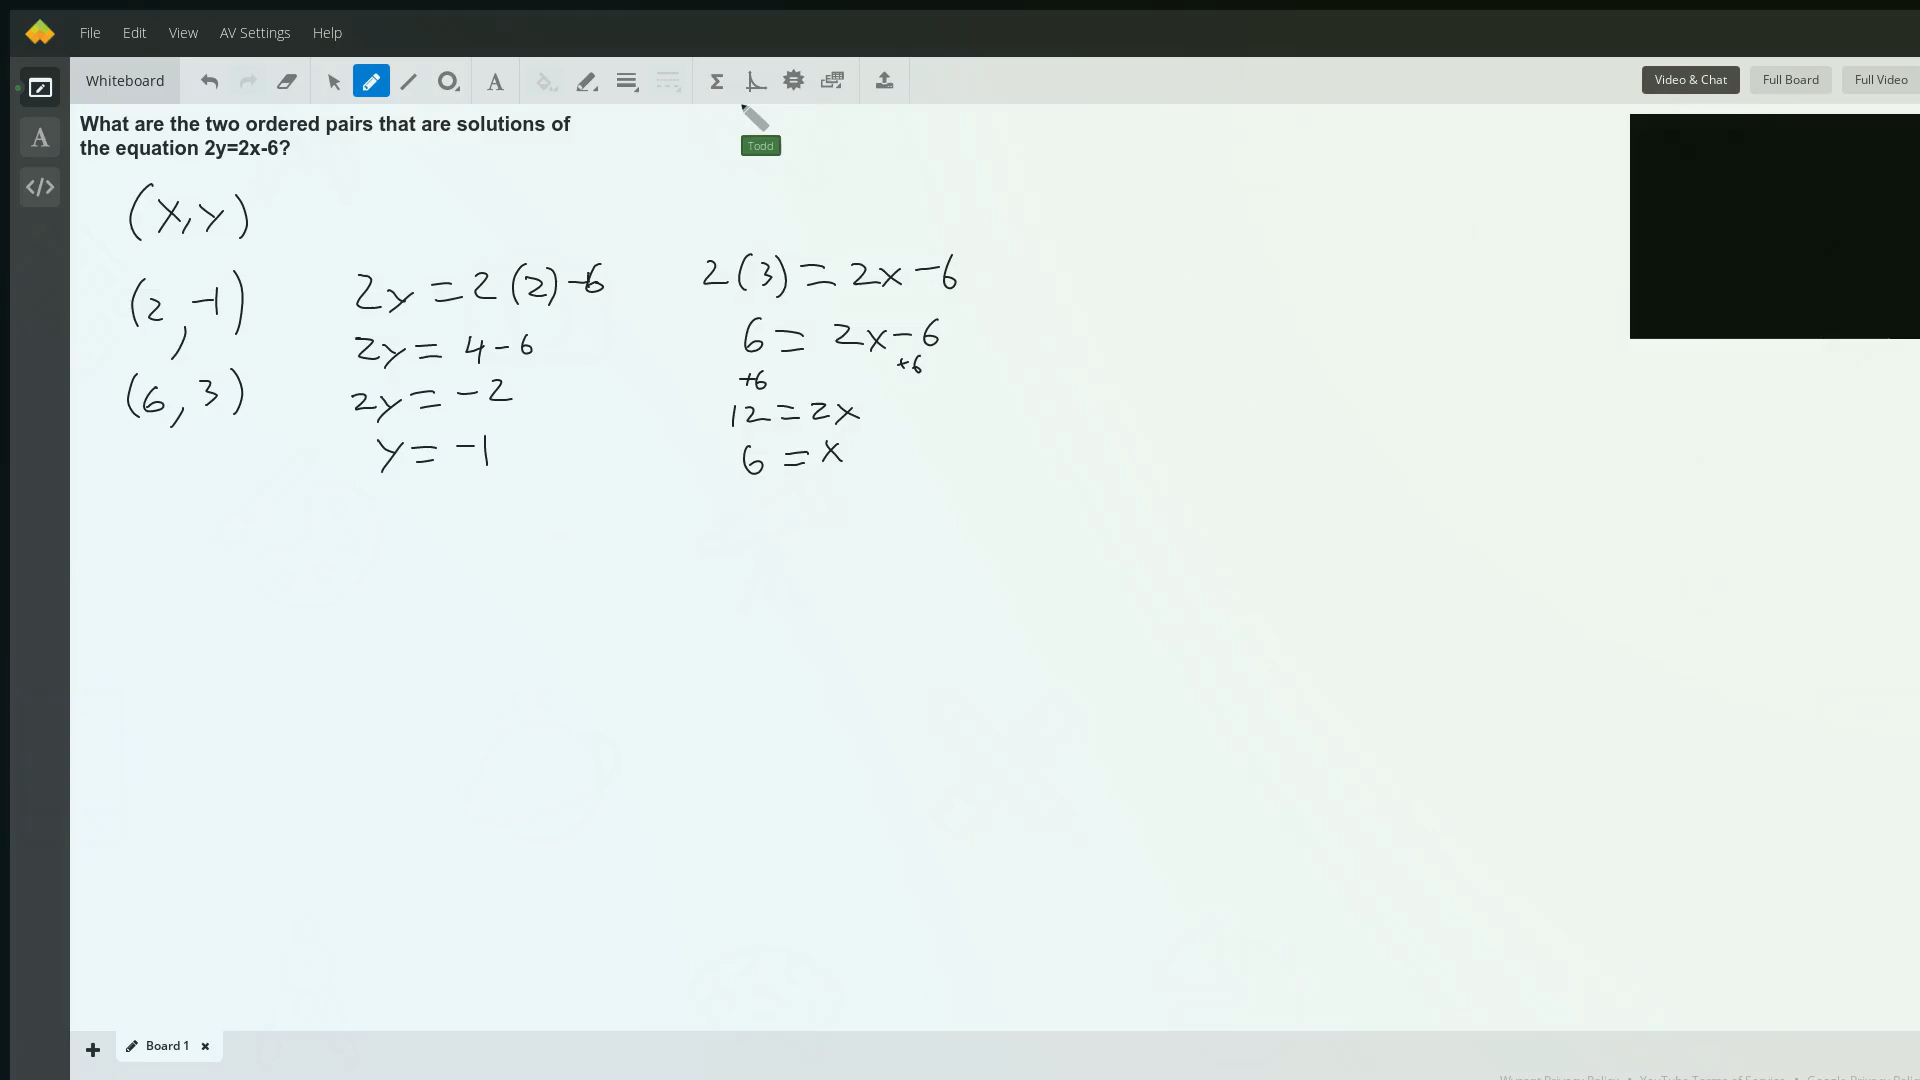 File Edit View AV Settings Help
Whiteboard
Video & Chat Full Board Full Video
What are the two ordered pairs that are solutions of
the equation 2y=2x-6?
Todd
(x,y)
(2, -1)
(6, 3)
2y = 2(2) - 6
2y = 4 - 6
2y = -2
y = -1
2(3) = 2x - 6
6 = 2x - 6
+6 +6
12 = 2x
6 = x
Board 1